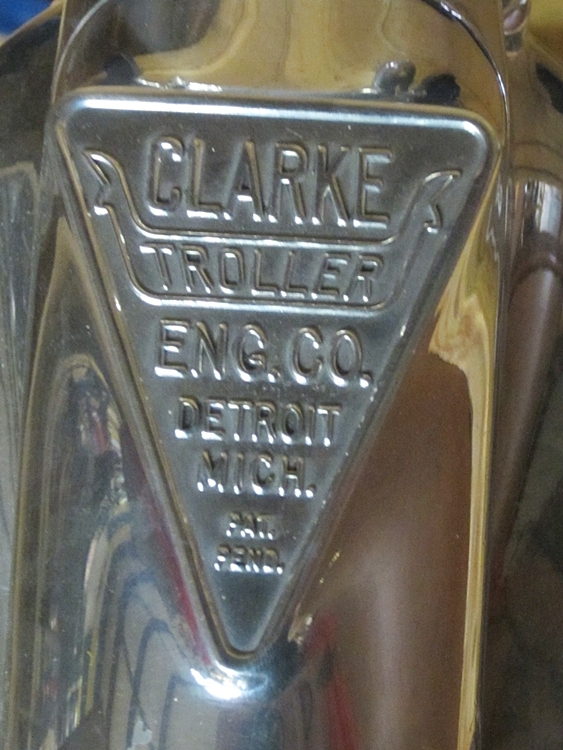 CLARKE
TROLLER
ENG. CO.
DETROIT
MICH.
PAT.
PEND.